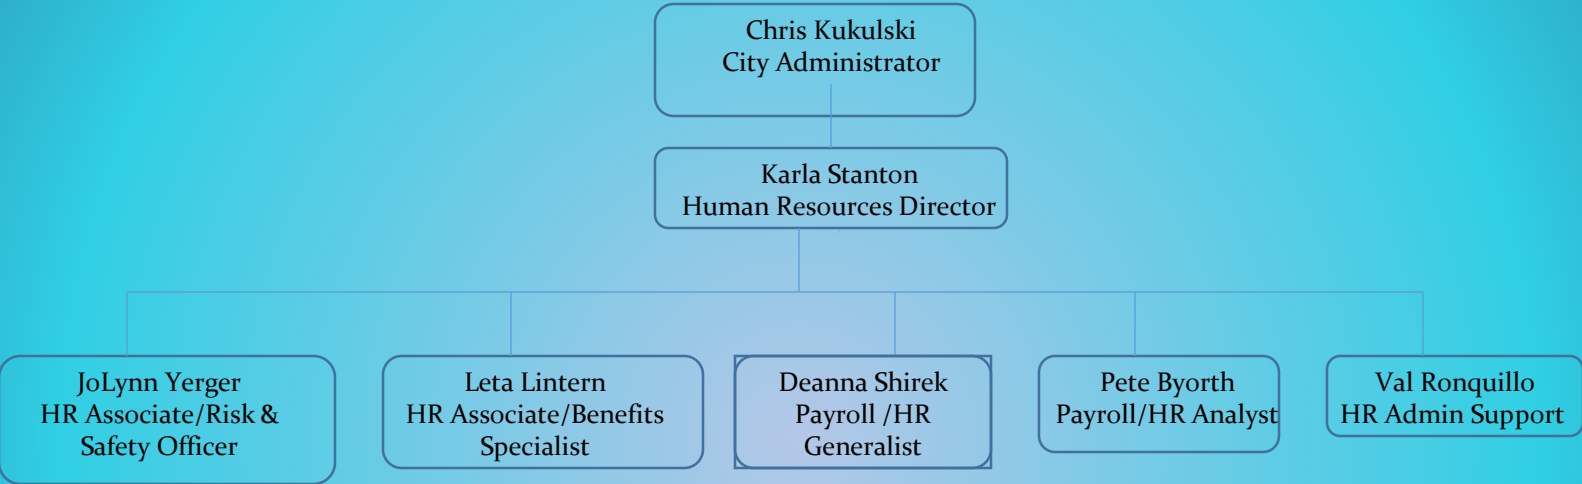 Chris Kukulski
City Administrator
Karla Stanton
Human Resources Director
JoLynn Yerger
HR Associate/Risk &
Safety Officer
Leta Lintern
HR Associate/Benefits
Specialist
Deanna Shirek
Payroll /HR
Generalist
Pete Byorth
Payroll/HR Analyst
Val Ronquillo
HR Admin Support